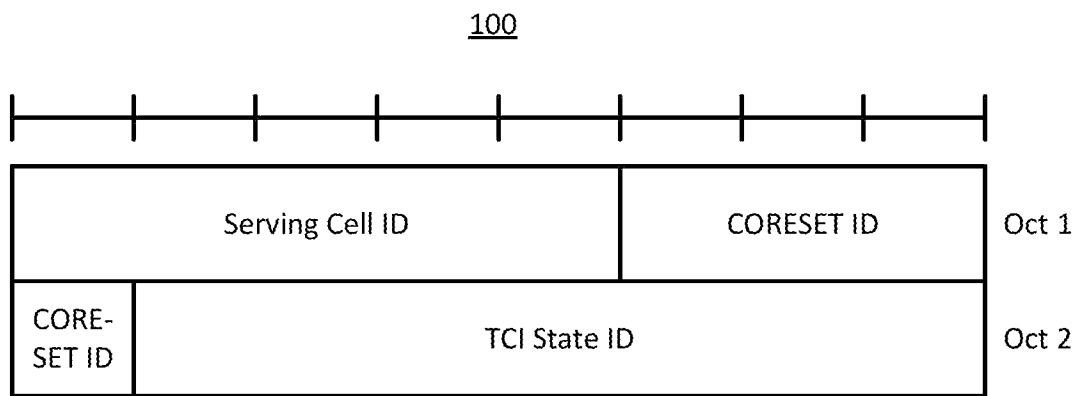 100
Serving Cell ID
CORESET ID
Oct 1
CORE-
SET ID
TCI State ID
Oct 2